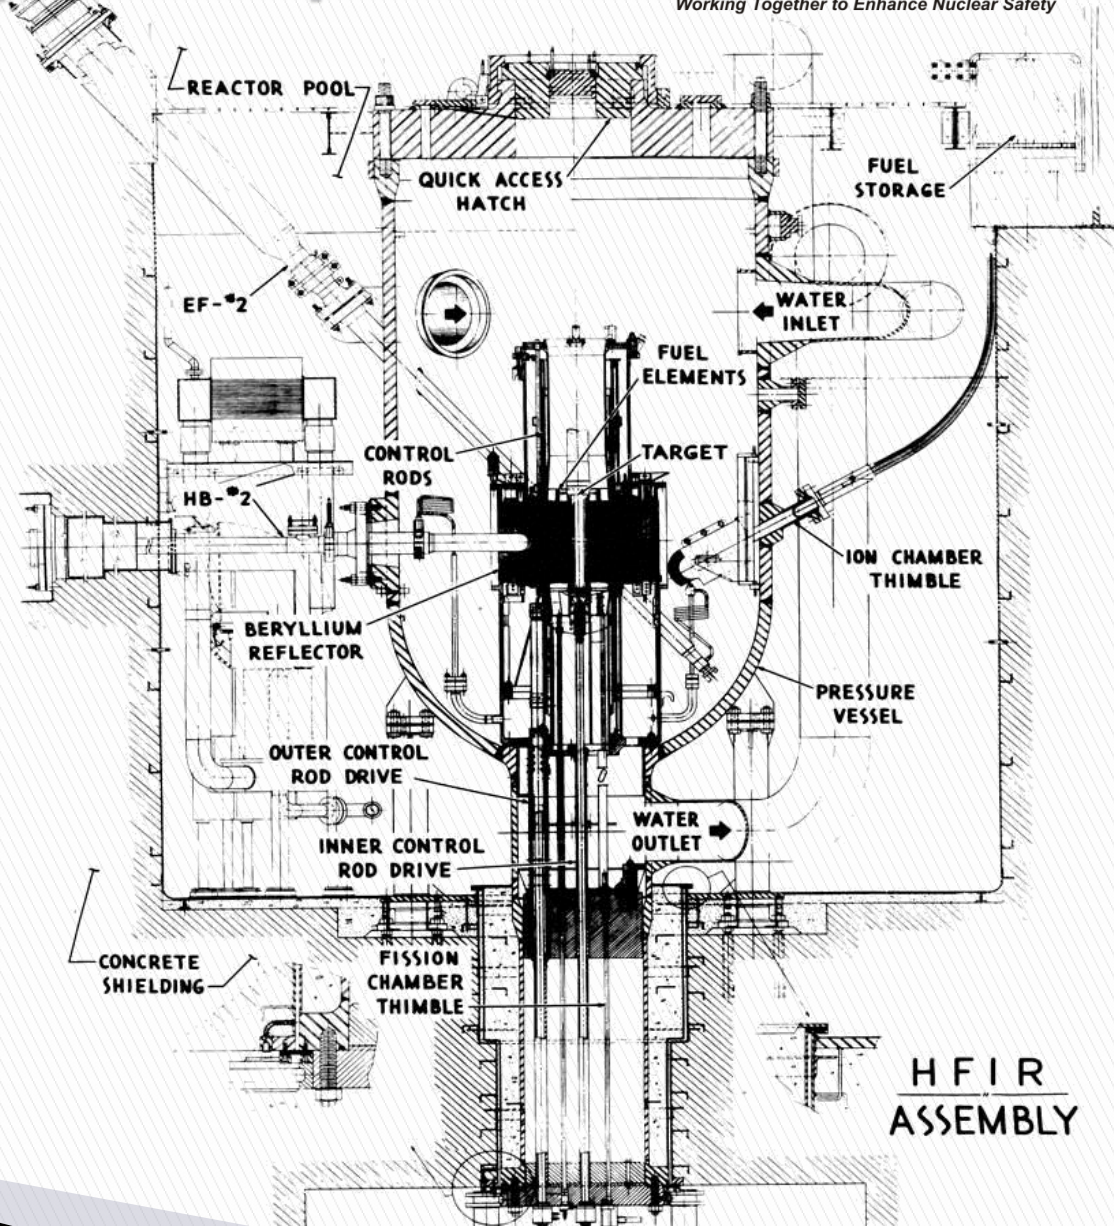 Working Together to Enhance Nuclear Safety
REACTOR POOL
QUICK ACCESS
HATCH
FUEL
STORAGE
EF-#2
WATER
INLET
FUEL
ELEMENTS
CONTROL
RODS
TARGET
HB-#2
ION CHAMBER
THIMBLE
BERYLLIUM
REFLECTOR
PRESSURE
VESSEL
OUTER CONTROL
ROD DRIVE
WATER
OUTLET
INNER CONTROL
ROD DRIVE
FISSION
CHAMBER
THIMBLE
CONCRETE
SHIELDING
HFIR
ASSEMBLY